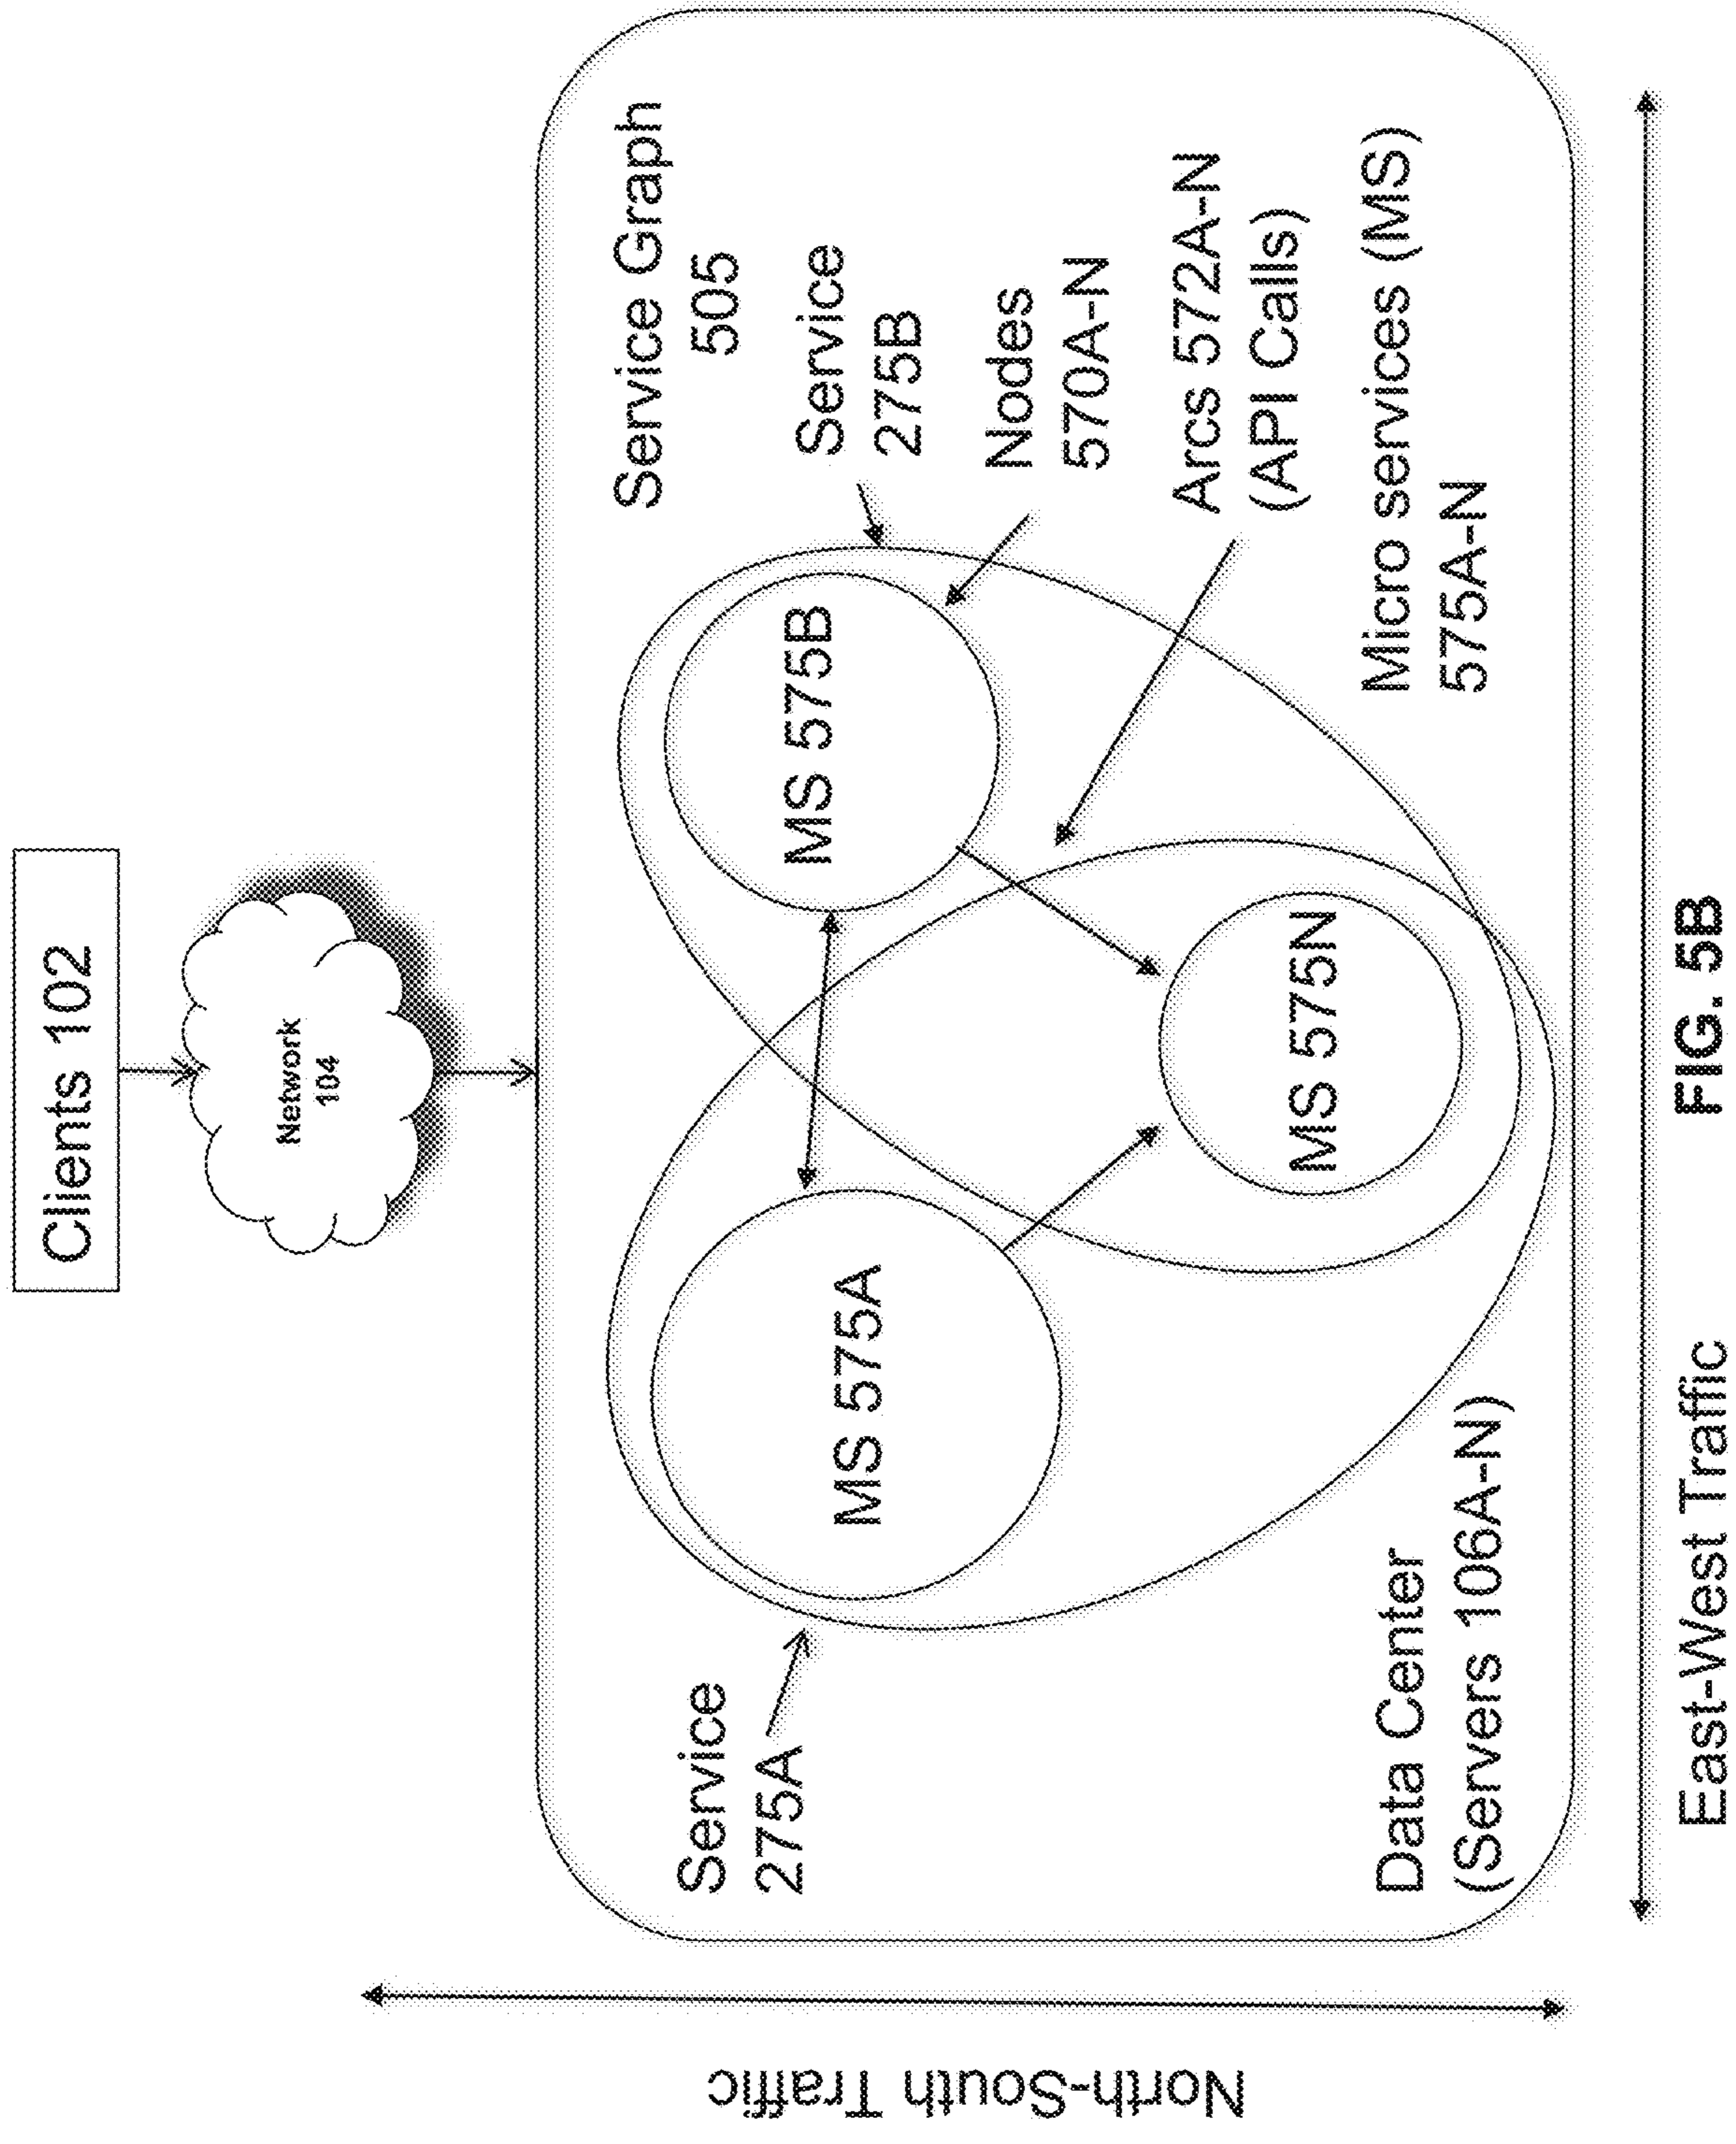 Clients 102
Network
104
Service Graph
505
Service
275A
Service
275B
MS 575A
MS 575B
Nodes
570A-N
Arcs 572A-N
(API Calls)
MS 575N
Micro services (MS)
575A-N
Data Center
(Servers 106A-N)
North-South Traffic
East-West Traffic
FIG. 5B